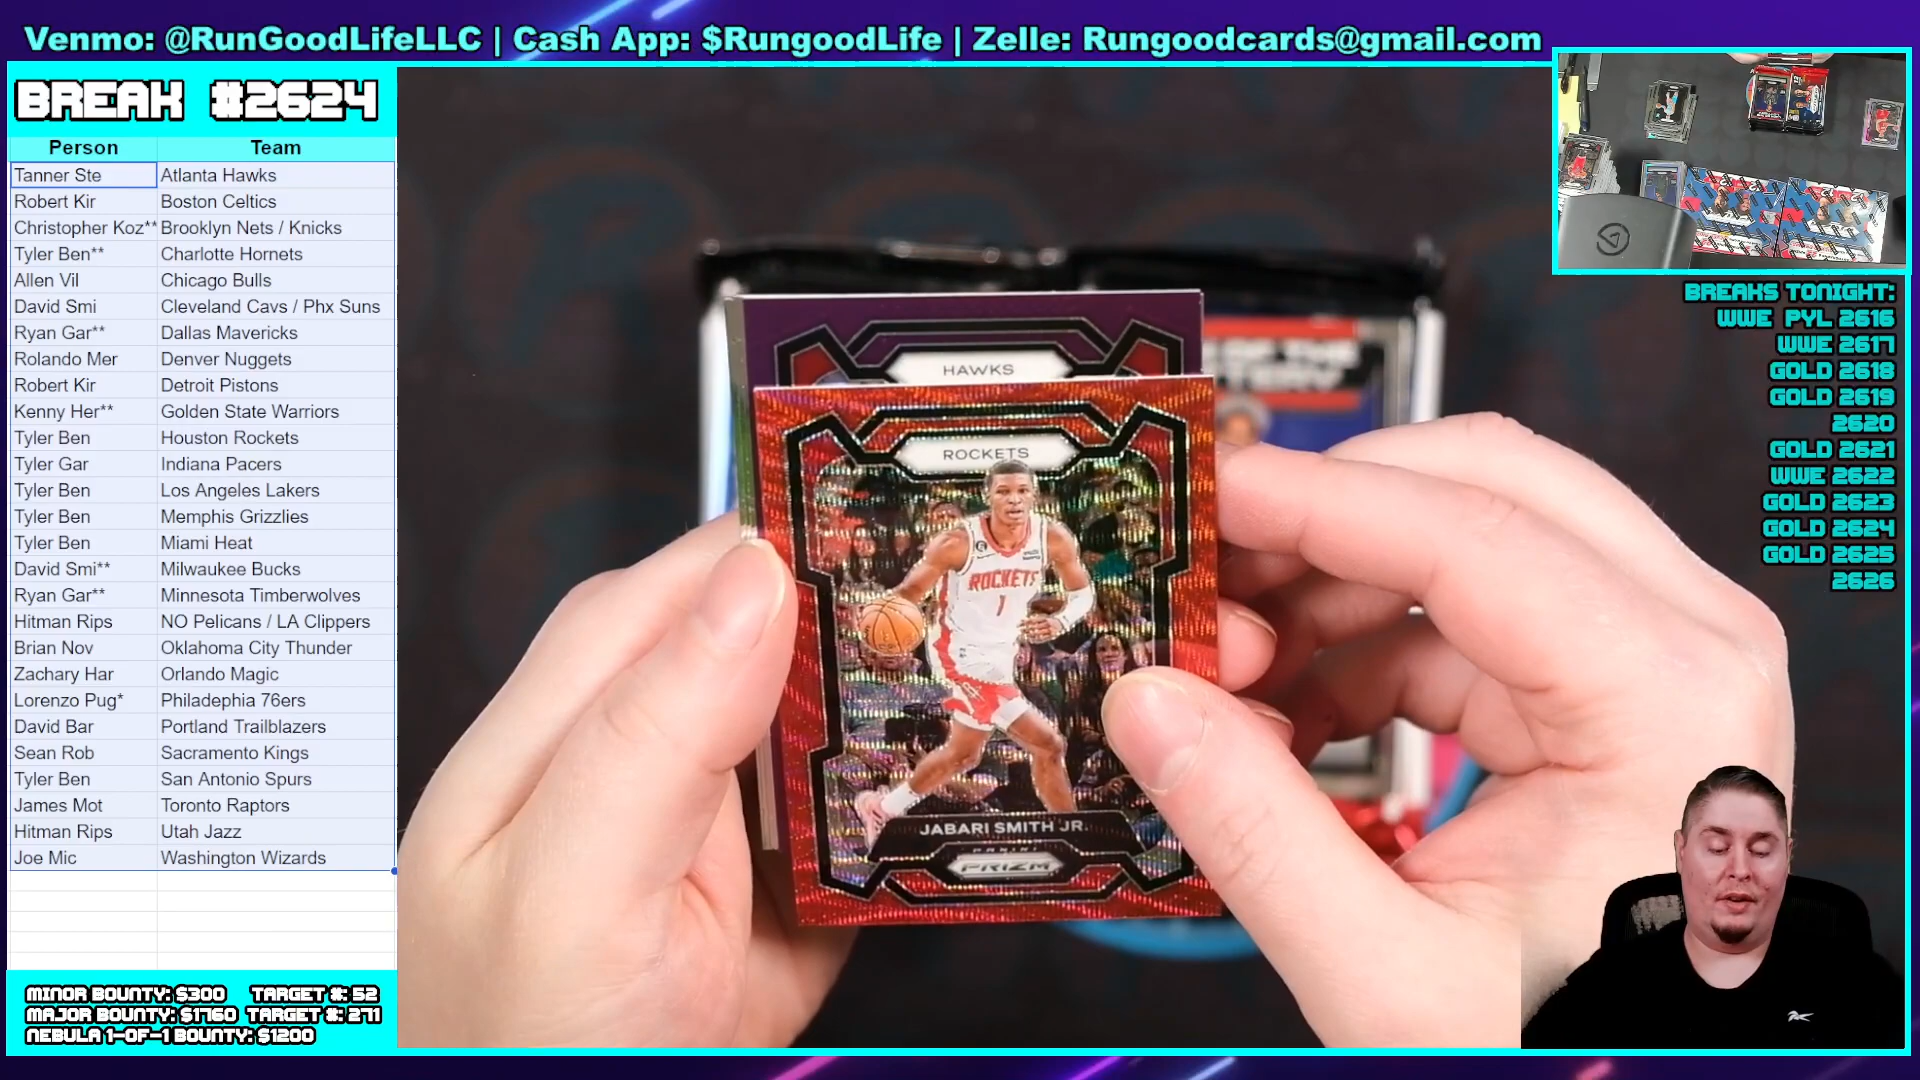 Venmo: @RunGoodLifeLLC | Cash App: $RungoodLife | Zelle: Rungoodcards@gmail.com
BREAK #2624
Person Team
Tanner Ste Atlanta Hawks
Robert Kir Boston Celtics
Christopher Koz** Brooklyn Nets / Knicks
Tyler Ben** Charlotte Hornets
Allen Vil Chicago Bulls
David Smi Cleveland Cavs / Phx Suns
Ryan Gar** Dallas Mavericks
Rolando Mer Denver Nuggets
Robert Kir Detroit Pistons
Kenny Her** Golden State Warriors
Tyler Ben Houston Rockets
Tyler Gar Indiana Pacers
Tyler Ben Los Angeles Lakers
Tyler Ben Memphis Grizzlies
Tyler Ben Miami Heat
David Smi** Milwaukee Bucks
Ryan Gar** Minnesota Timberwolves
Hitman Rips NO Pelicans / LA Clippers
Brian Nov Oklahoma City Thunder
Zachary Har Orlando Magic
Lorenzo Pug* Philadephia 76ers
David Bar Portland Trailblazers
Sean Rob Sacramento Kings
Tyler Ben San Antonio Spurs
James Mot Toronto Raptors
Hitman Rips Utah Jazz
Joe Mic Washington Wizards
MINOR BOUNTY: $300 TARGET #: 52
MAJOR BOUNTY: $1760 TARGET #: 271
NEBULA 1-OF-1 BOUNTY: $1200
HAWKS
ROCKETS
ROCKETS
1
JABARI SMITH JR.
PANINI
PRIZM
BREAKS TONIGHT:
WWE PYL 2616
WWE 2617
GOLD 2618
GOLD 2619
2620
GOLD 2621
WWE 2622
GOLD 2623
GOLD 2624
GOLD 2625
2626